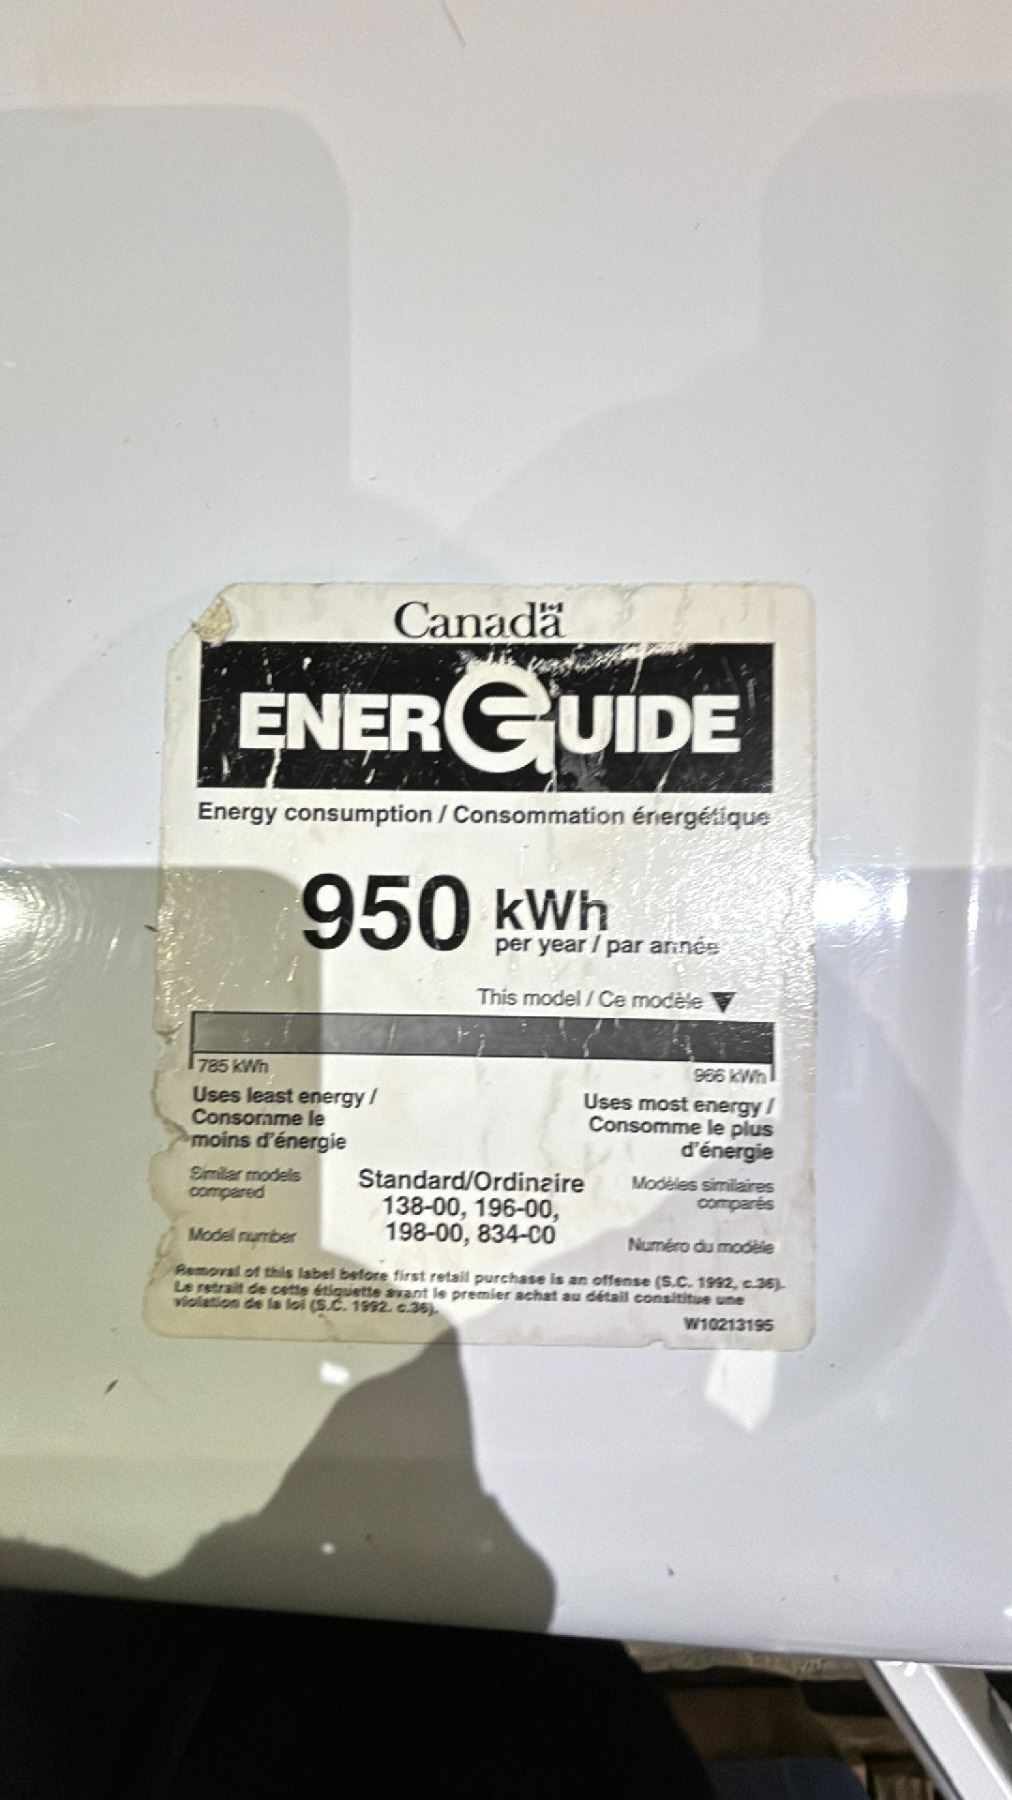 Canada
ENERGUIDE
Energy consumption / Consommation énergétique
950 kWh
per year / par année
This model / Ce modèle
785 kWh
966 kWh
Uses least energy /
Consomme le
moins d'énergie
Uses most energy /
Consomme le plus
d'énergie
Similar models
compared
Standard/Ordinaire
138-00, 196-00,
198-00, 834-00
Modèles similaires
comparés
Model number
Numéro du modèle
Removal of this label before first retail purchase is an offense (S.C. 1992, c.36).
Le retrait de cette étiquette avant le premier achat au détail consititue une
violation de la loi (S.C. 1992. c.36).
W10213195